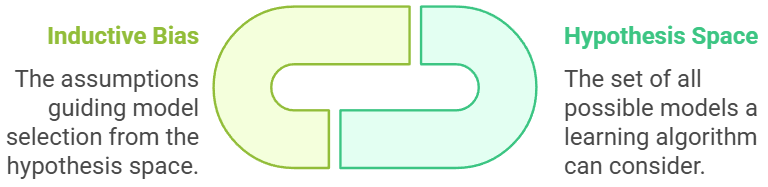 Inductive Bias
The assumptions
guiding model
selection from the
hypothesis space.
Hypothesis Space
The set of all
possible models a
learning algorithm
can consider.